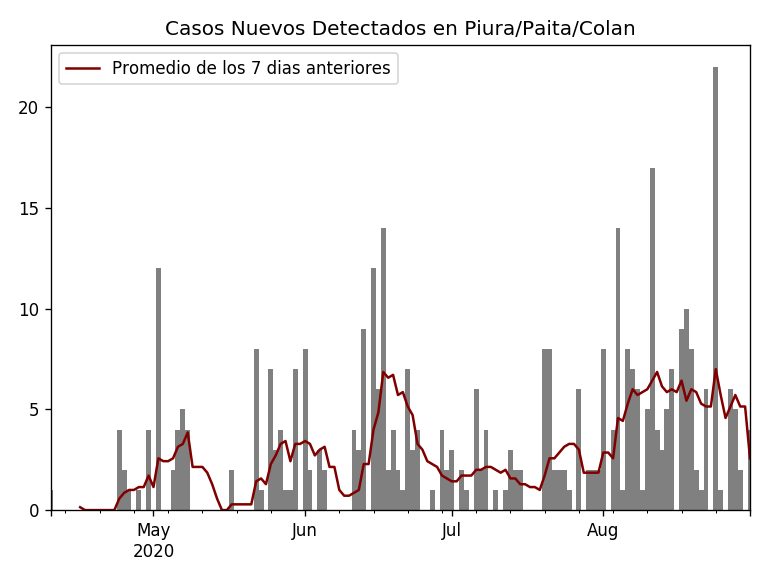 Casos Nuevos Detectados en Piura/Paita/Colan
Promedio de los 7 dias anteriores
20
15
10
5
0
May Jun Jul Aug
2020